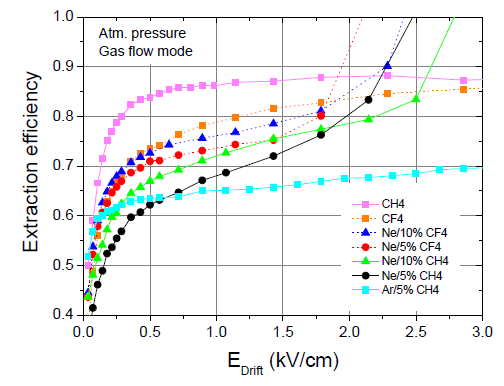 1.0
0.9
0.8
0.7
0.6
0.5
0.4
Extraction efficiency
Atm. pressure
Gas flow mode
CH4
CF4
Ne/10% CF4
Ne/5% CF4
Ne/10% CH4
Ne/5% CH4
Ar/5% CH4
0.0 0.5 1.0 1.5 2.0 2.5 3.0
EDrift (kV/cm)